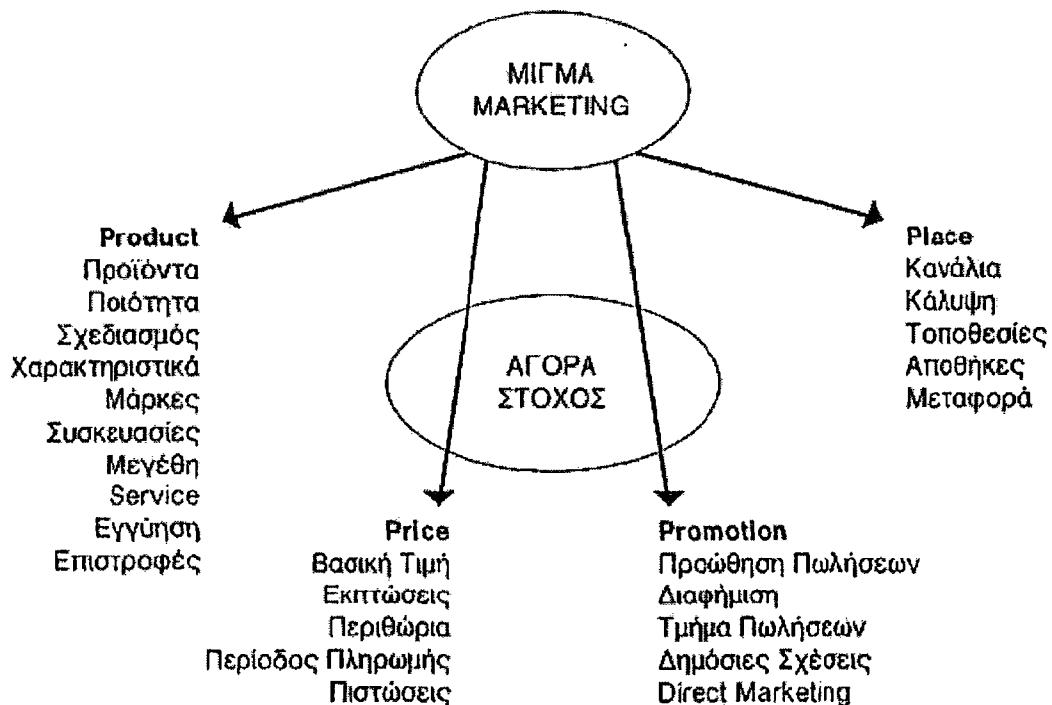 ΜΙΓΜΑ
MARKETING
Product
Προϊόντα
Ποιότητα
Σχεδιασμός
Χαρακτηριστικά
Μάρκες
Συσκευασίες
Μεγέθη
Service
Εγγύηση
Επιστροφές
ΑΓΟΡΑ
ΣΤΟΧΟΣ
Place
Κανάλια
Κάλυψη
Τοποθεσίες
Αποθήκες
Μεταφορά
Price
Βασική Τιμή
Εκπτώσεις
Περιθώρια
Περίοδος Πληρωμής
Πιστώσεις
Promotion
Προώθηση Πωλήσεων
Διαφήμιση
Τμήμα Πωλήσεων
Δημόσιες Σχέσεις
Direct Marketing